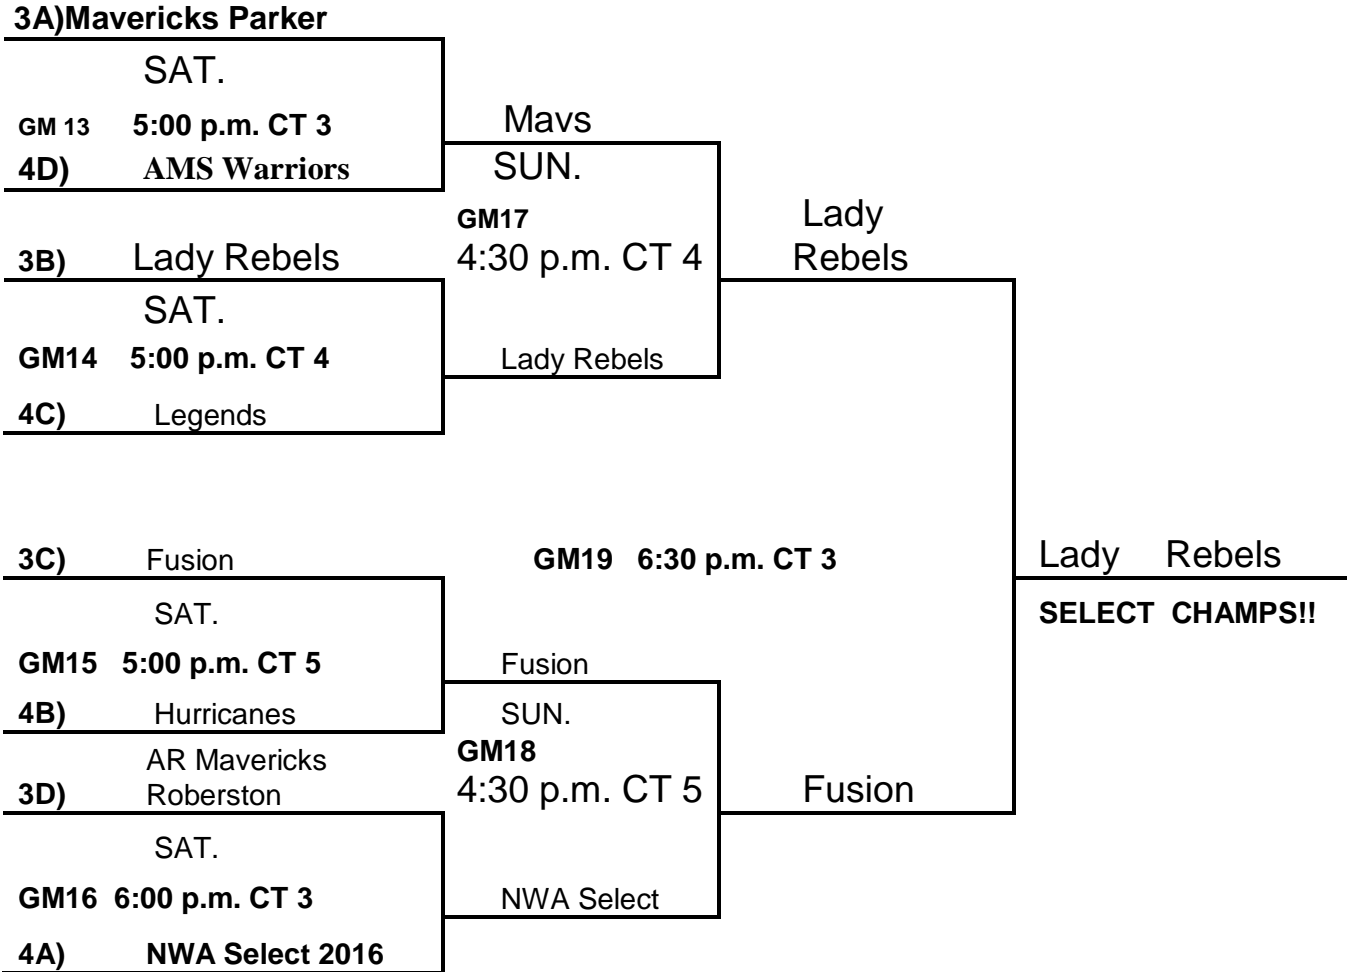 3A)Mavericks Parker
SAT.
GM 13 5:00 p.m. CT 3
4D) AMS Warriors
Mavs
SUN.
GM17
4:30 p.m. CT 4
Lady
Rebels
3B) Lady Rebels
SAT.
GM14 5:00 p.m. CT 4
Lady Rebels
4C) Legends
3C) Fusion
GM19 6:30 p.m. CT 3
Lady Rebels
SELECT CHAMPS!!
SAT.
GM15 5:00 p.m. CT 5
Fusion
4B) Hurricanes
SUN.
GM18
4:30 p.m. CT 5
Fusion
AR Mavericks
3D) Roberston
SAT.
GM16 6:00 p.m. CT 3
NWA Select
4A) NWA Select 2016